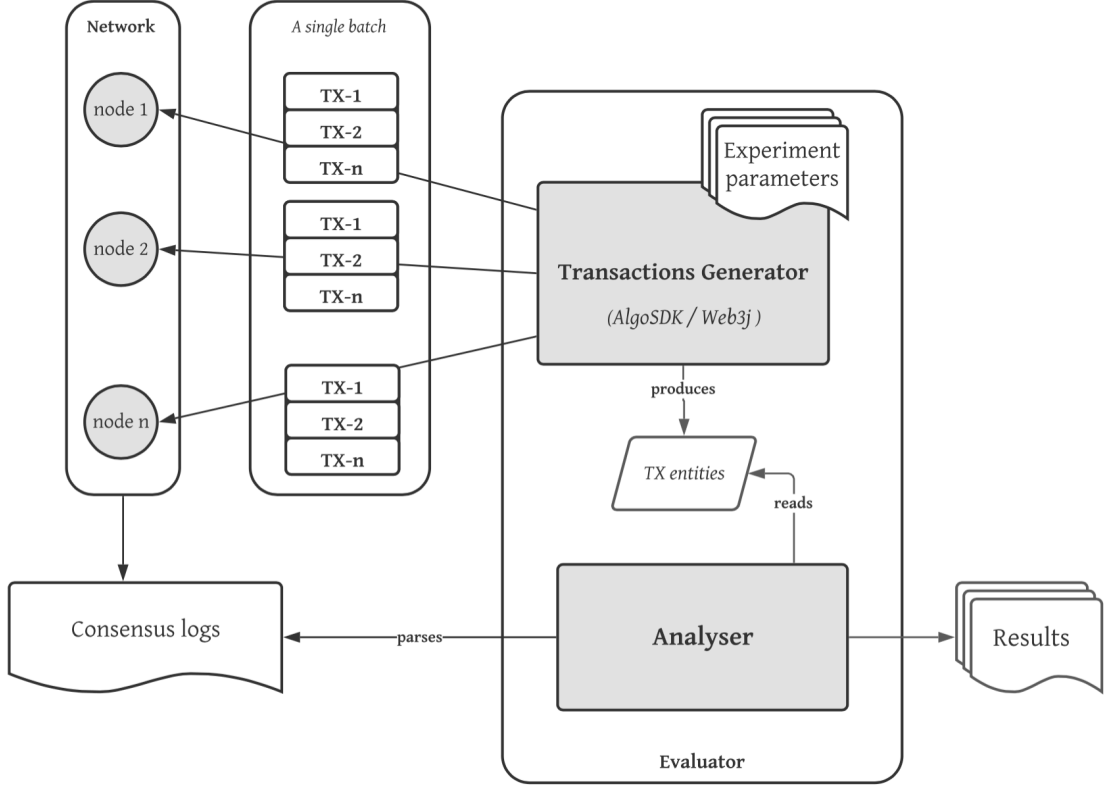 Network
node 1
node 2
node n
A single batch
TX-1
TX-2
TX-n
TX-1
TX-2
TX-n
TX-1
TX-2
TX-n
Experiment
parameters
Transactions Generator
(AlgoSDK / Web3j )
produces
TX entities
reads
Consensus logs
parses
Analyser
Results
Evaluator